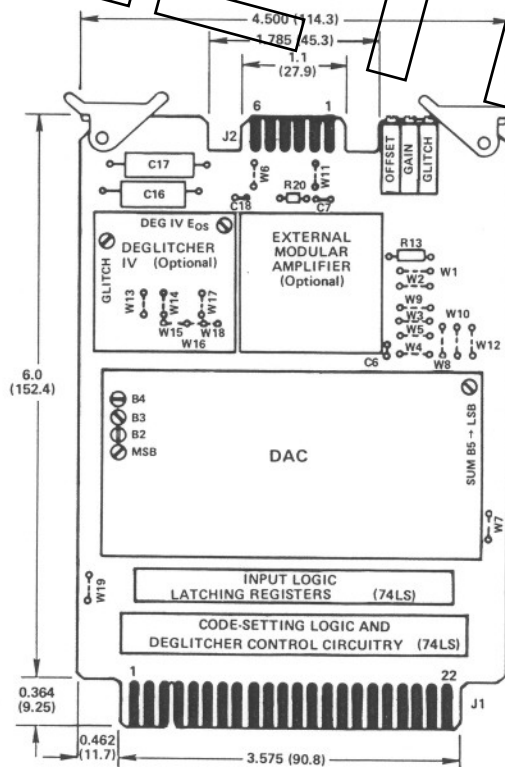 4.500 (114.3)
1.785 (45.3)
1.1
(27.9)
6
1
J2
C17
C16
W6
W11
R20
C18
C7
OFFSET
GAIN
GLITCH
DEG IV EOS
DEGLITCHER
IV (Optional)
GLITCH
W13
W14
W17
W15
W18
W16
EXTERNAL
MODULAR
AMPLIFIER
(Optional)
R13
W1
W2
W9
W3
W10
W5
W4
W12
W8
C6
6.0
(152.4)
B4
B3
B2
MSB
DAC
SUM B5 → LSB
W7
W19
INPUT LOGIC
LATCHING REGISTERS (74LS)
CODE-SETTING LOGIC AND
DEGLITCHER CONTROL CIRCUITRY (74LS)
1
22
J1
0.364
(9.25)
0.462
(11.7)
3.575 (90.8)